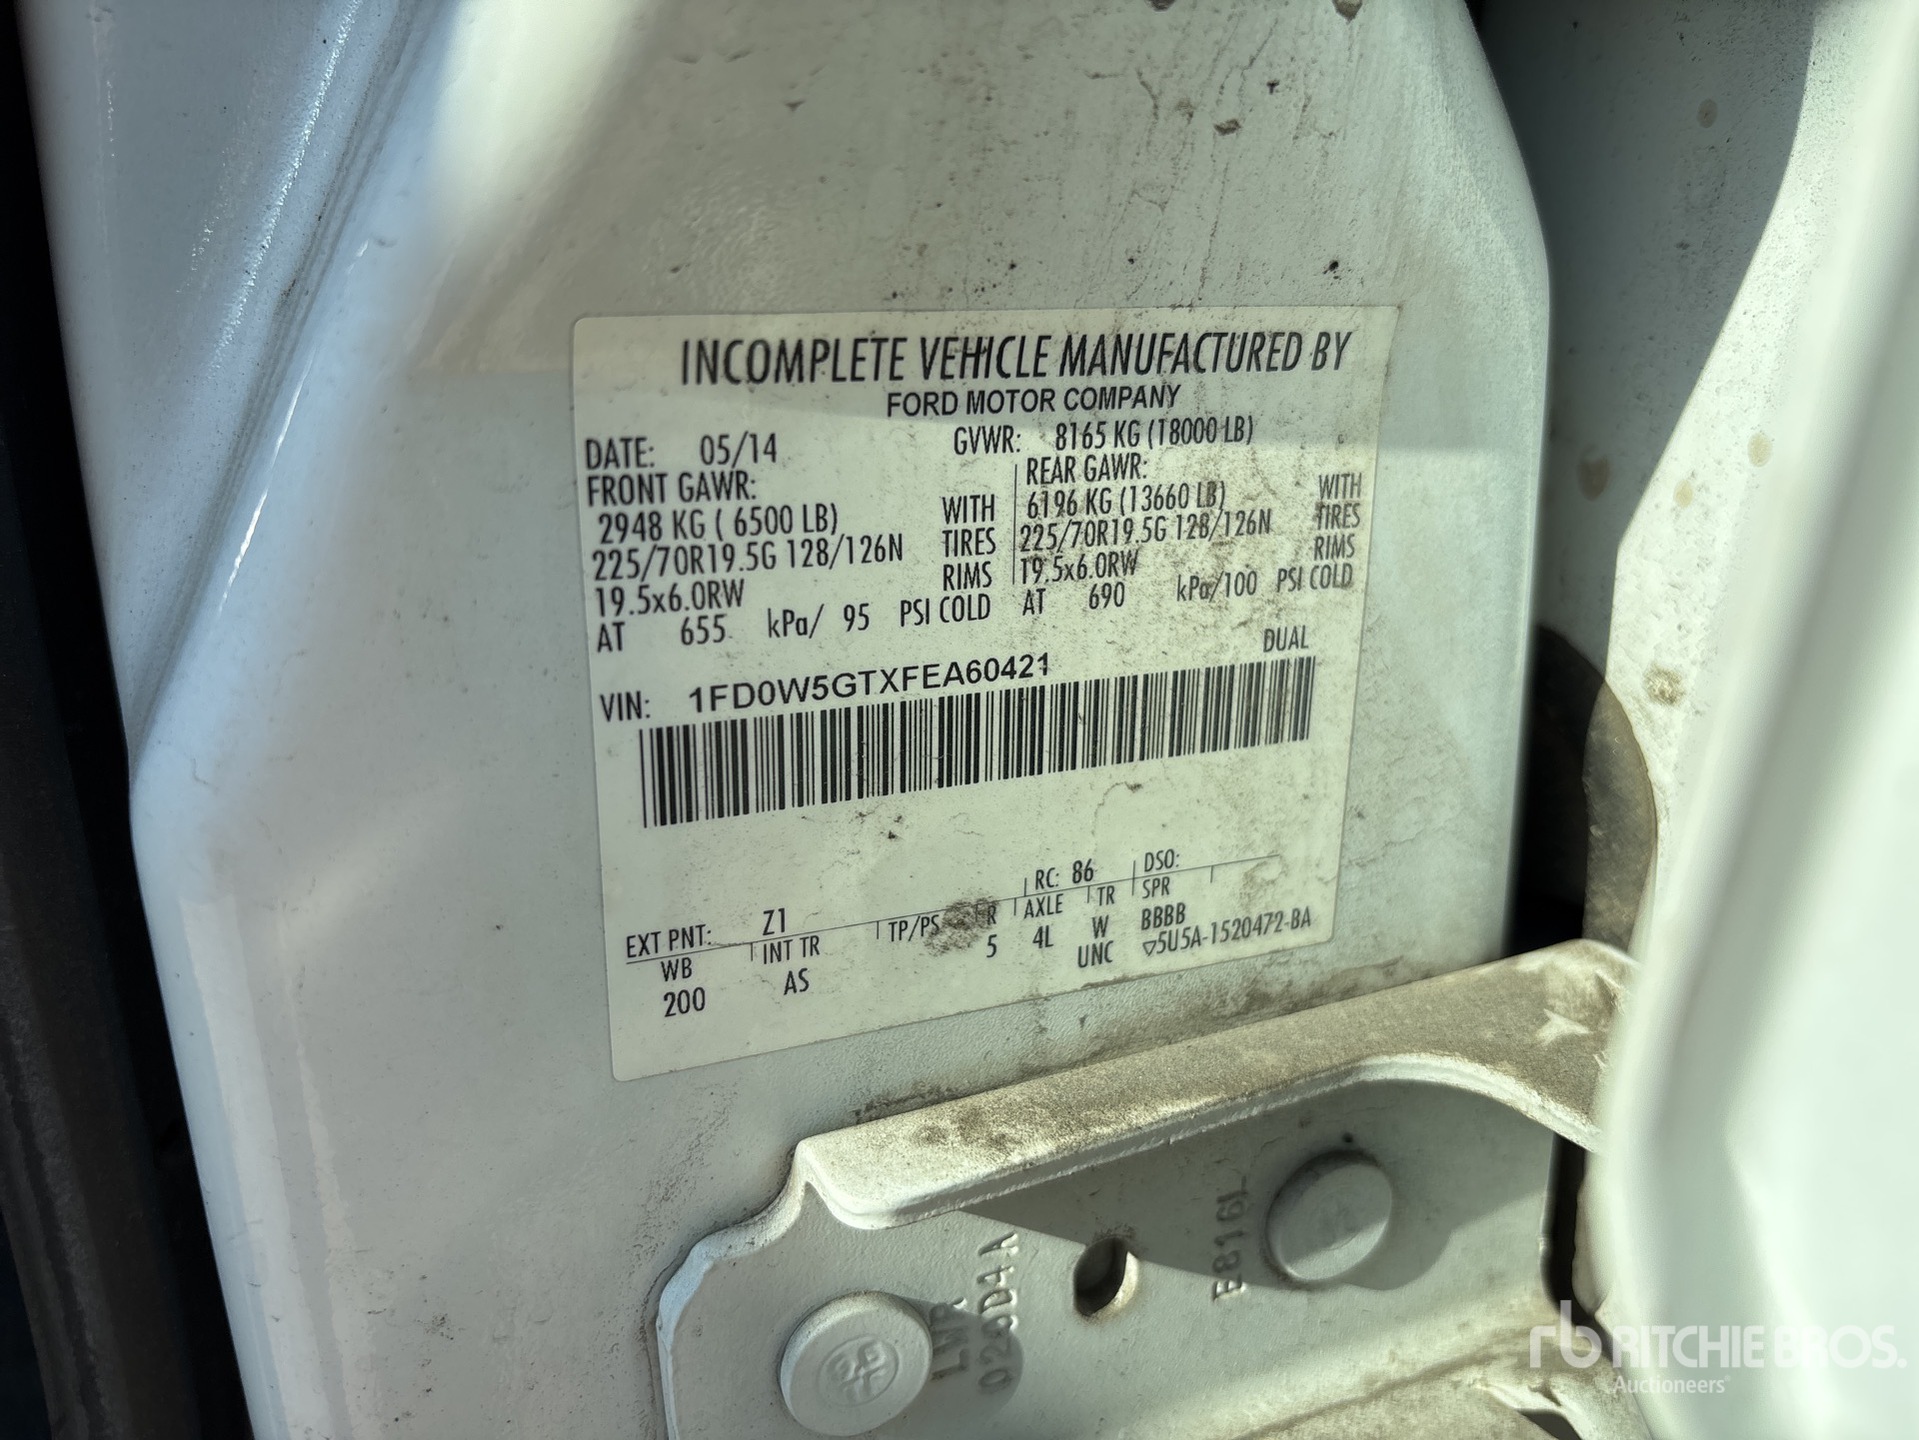 INCOMPLETE VEHICLE MANUFACTURED BY
FORD MOTOR COMPANY
DATE: 05/14 GVWR: 8165 KG (18000 LB)
FRONT GAWR: REAR GAWR:
2948 KG ( 6500 LB) WITH 6196 KG (13660 LB) WITH
225/70R19.5G 128/126N TIRES 225/70R19.5G 128/126N TIRES
19.5x6.0RW RIMS 19.5x6.0RW RIMS
AT 655 kPa/ 95 PSI COLD AT 690 kPa/100 PSI COLD
DUAL
VIN: 1FD0W5GTXFEA60421
EXT PNT: Z1 RC: 86 DSO:
WB INT TR TP/PS R AXLE TR SPR
200 AS 5 4L W BBBB
UNC ▽5U5A-1520472-BA
E816L
rb RITCHIE BROS.
Auctioneers